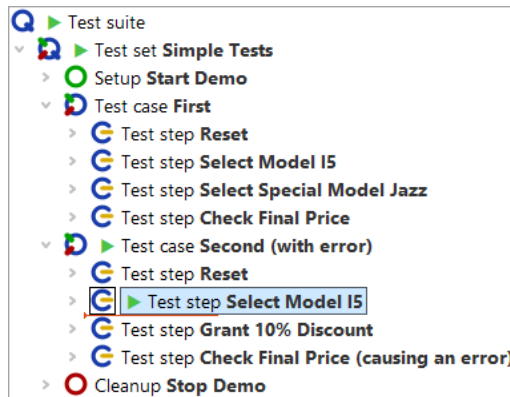 Test suite
Test set Simple Tests
Setup Start Demo
Test case First
Test step Reset
Test step Select Model I5
Test step Select Special Model Jazz
Test step Check Final Price
Test case Second (with error)
Test step Reset
Test step Select Model I5
Test step Grant 10% Discount
Test step Check Final Price (causing an error)
Cleanup Stop Demo